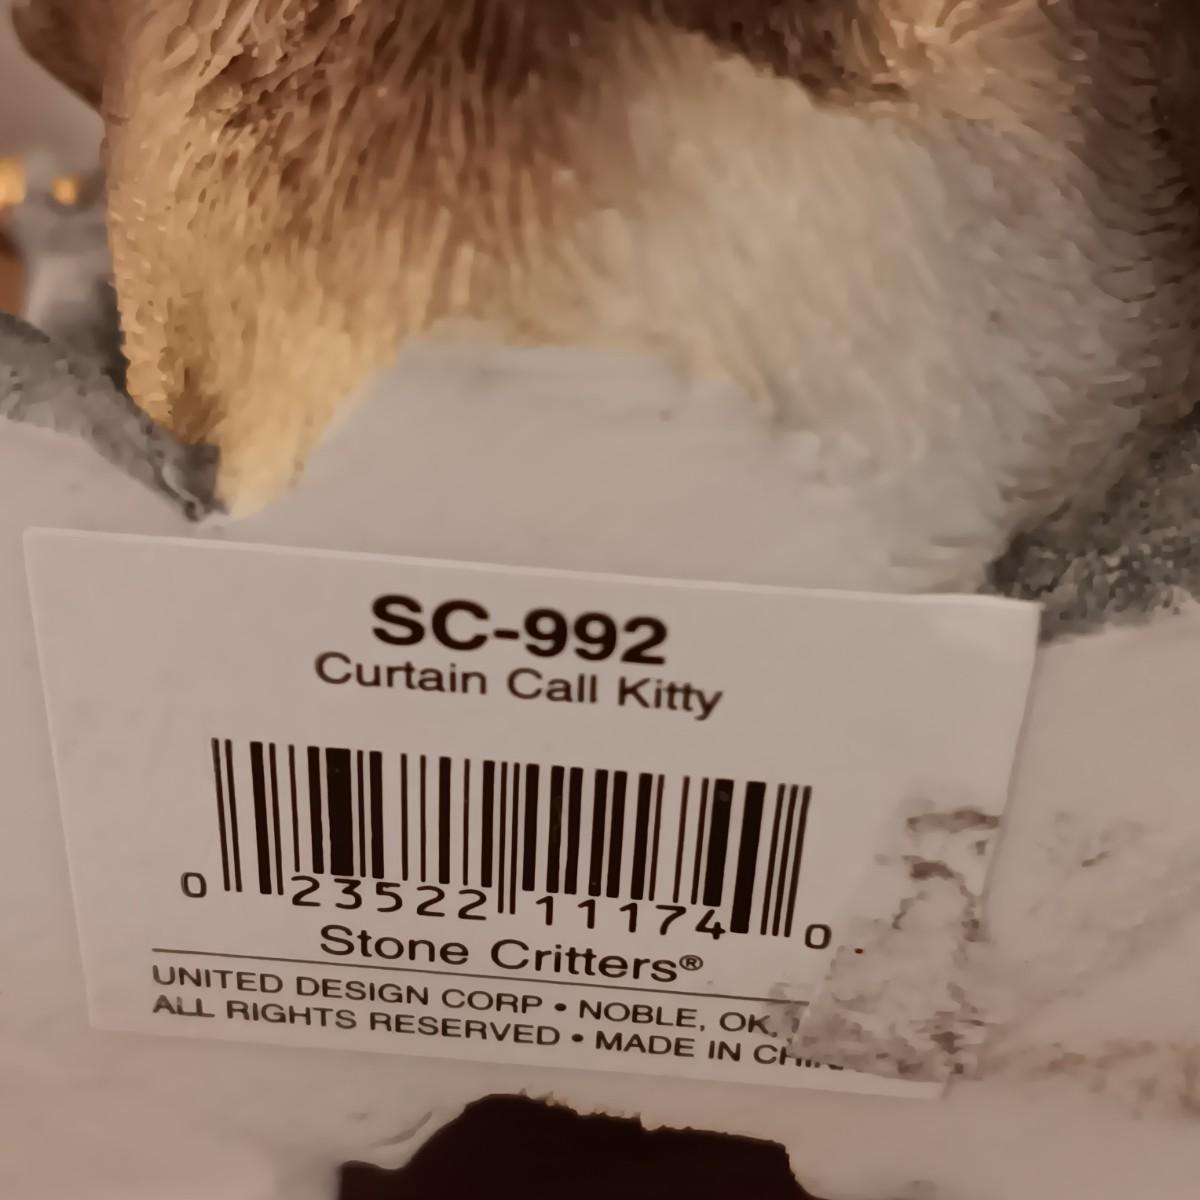 SC-992
Curtain Call Kitty
0 23522 11174 0
Stone Critters®
UNITED DESIGN CORP • NOBLE, OK,
ALL RIGHTS RESERVED • MADE IN